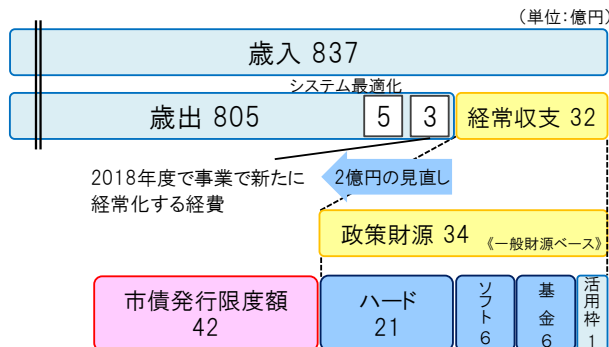 （単位：億円）
歳入 837
システム最適化
歳出 805
5
3
経常収支 32
2018年度で事業で新たに
経常化する経費
2億円の見直し
政策財源 34 《一般財源ベース》
市債発行限度額
42
ハード
21
ソフト
6
基金
6
活用枠
1